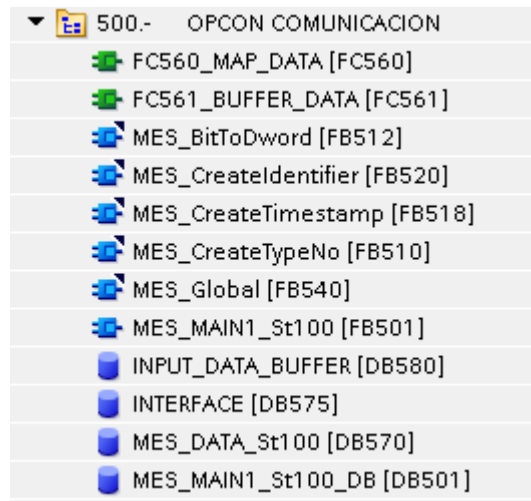 500.- OPCON COMUNICACION
FC560_MAP_DATA [FC560]
FC561_BUFFER_DATA [FC561]
MES_BitToDword [FB512]
MES_CreateIdentifier [FB520]
MES_CreateTimestamp [FB518]
MES_CreateTypeNo [FB510]
MES_Global [FB540]
MES_MAIN1_St100 [FB501]
INPUT_DATA_BUFFER [DB580]
INTERFACE [DB575]
MES_DATA_St100 [DB570]
MES_MAIN1_St100_DB [DB501]